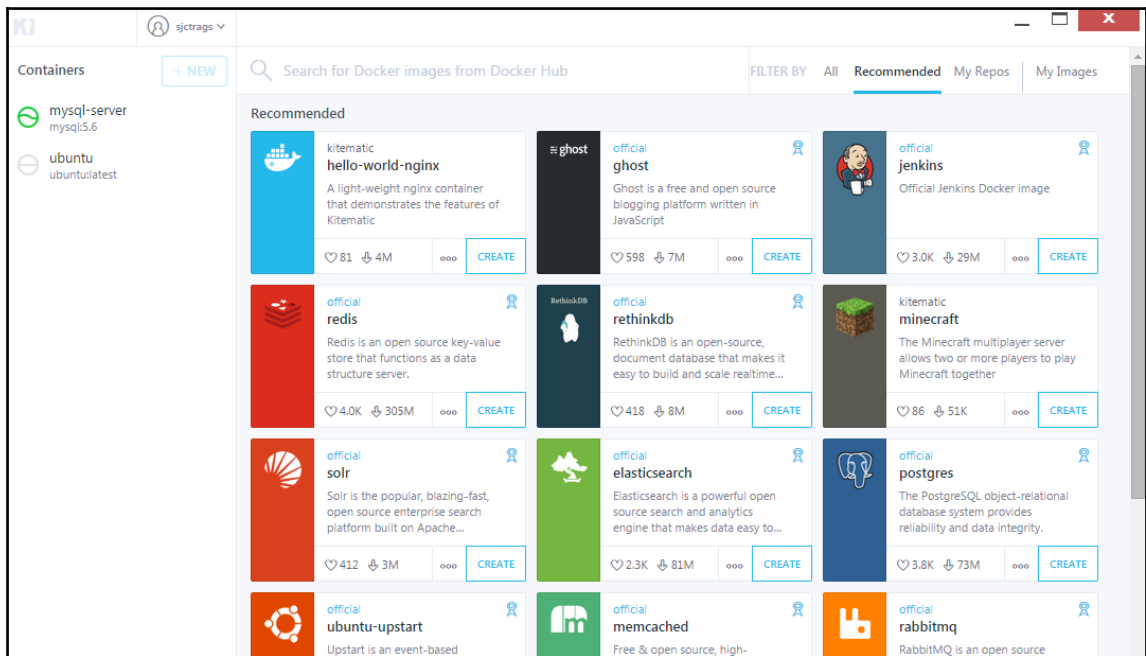 sjctrags
Containers
+ NEW
mysql-server
mysql:5.6
ubuntu
ubuntu:latest
Search for Docker images from Docker Hub
FILTER BY All Recommended My Repos My Images
Recommended
kitematic
hello-world-nginx
A light-weight nginx container
that demonstrates the features of
Kitematic
81 4M
CREATE
ghost
official
ghost
Ghost is a free and open source
blogging platform written in
JavaScript
598 7M
CREATE
official
jenkins
Official Jenkins Docker image
3.0K 29M
CREATE
official
redis
Redis is an open source key-value
store that functions as a data
structure server.
4.0K 305M
CREATE
RethinkDB
official
rethinkdb
RethinkDB is an open-source,
document database that makes it
easy to build and scale realtime...
418 8M
CREATE
kitematic
minecraft
The Minecraft multiplayer server
allows two or more players to play
Minecraft together
86 51K
CREATE
official
solr
Solr is the popular, blazing-fast,
open source enterprise search
platform built on Apache...
412 3M
CREATE
official
elasticsearch
Elasticsearch is a powerful open
source search and analytics
engine that makes data easy to...
2.3K 81M
CREATE
official
postgres
The PostgreSQL object-relational
database system provides
reliability and data integrity.
3.8K 73M
CREATE
official
ubuntu-upstart
Upstart is an event-based
official
memcached
Free & open source, high-
official
rabbitmq
RabbitMQ is an open source